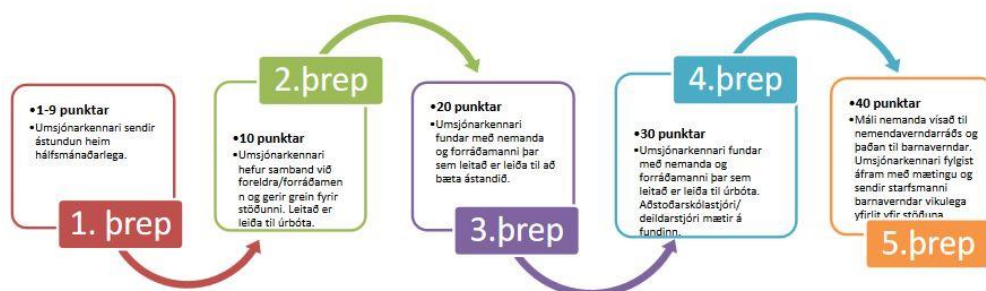 •1-9 punktar
•Umsjónarkennari sendir
ástundun heim
hálfsmánaðarlega.
1. þrep
2.þrep
•10 punktar
•Umsjónarkennari
hefur samband við
foreldra/forráðamen
n og gerir grein fyrir
stöðunni. Leitað er
leiða til úrbóta.
•20 punktar
•Umsjónarkennari
fundar með nemanda
og forráðamanni þar
sem leitað er leiða til að
bæta ástandið.
3.þrep
4.þrep
•30 punktar
•Umsjónarkennari fundar
með nemanda og
forráðamanni þar sem
leitað er leiða til úrbóta.
Aðstoðarskólastjóri/
deildarstjóri mætir á
fundinn.
•40 punktar
•Máli nemanda vísað til
nemendaverndarráðs og
þaðan til barnaverndar.
Umsjónarkennari fylgist
áfram með mætingu og
sendir starfsmanni
barnaverndar vikulega
yfirlit yfir stöðuna.
5.þrep